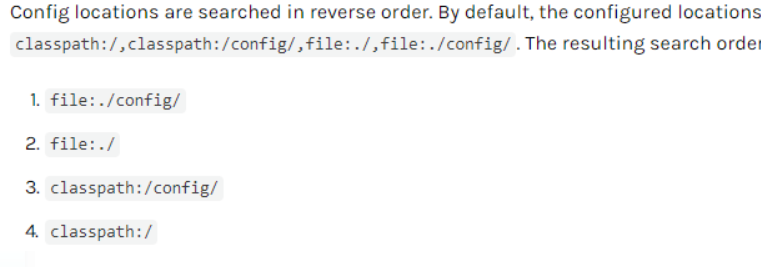 Config locations are searched in reverse order. By default, the configured locations
classpath:/,classpath:/config/,file:./,file:./config/ . The resulting search order
1. file:./config/
2. file:./
3. classpath:/config/
4. classpath:/